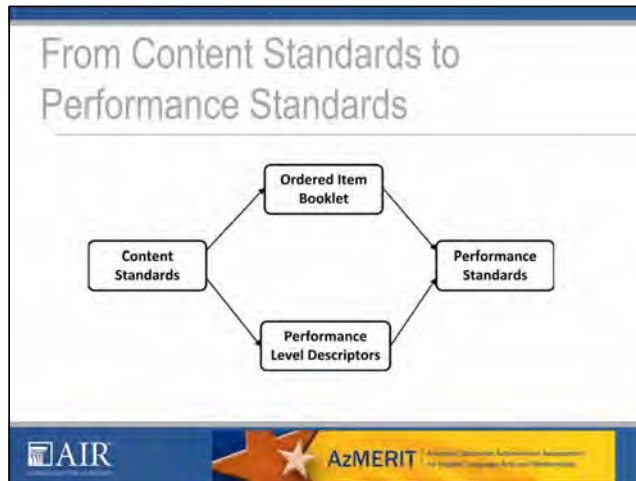 From Content Standards to
Performance Standards
Ordered Item
Booklet
Content
Standards
Performance
Standards
Performance
Level Descriptors
AIR
AzMERIT